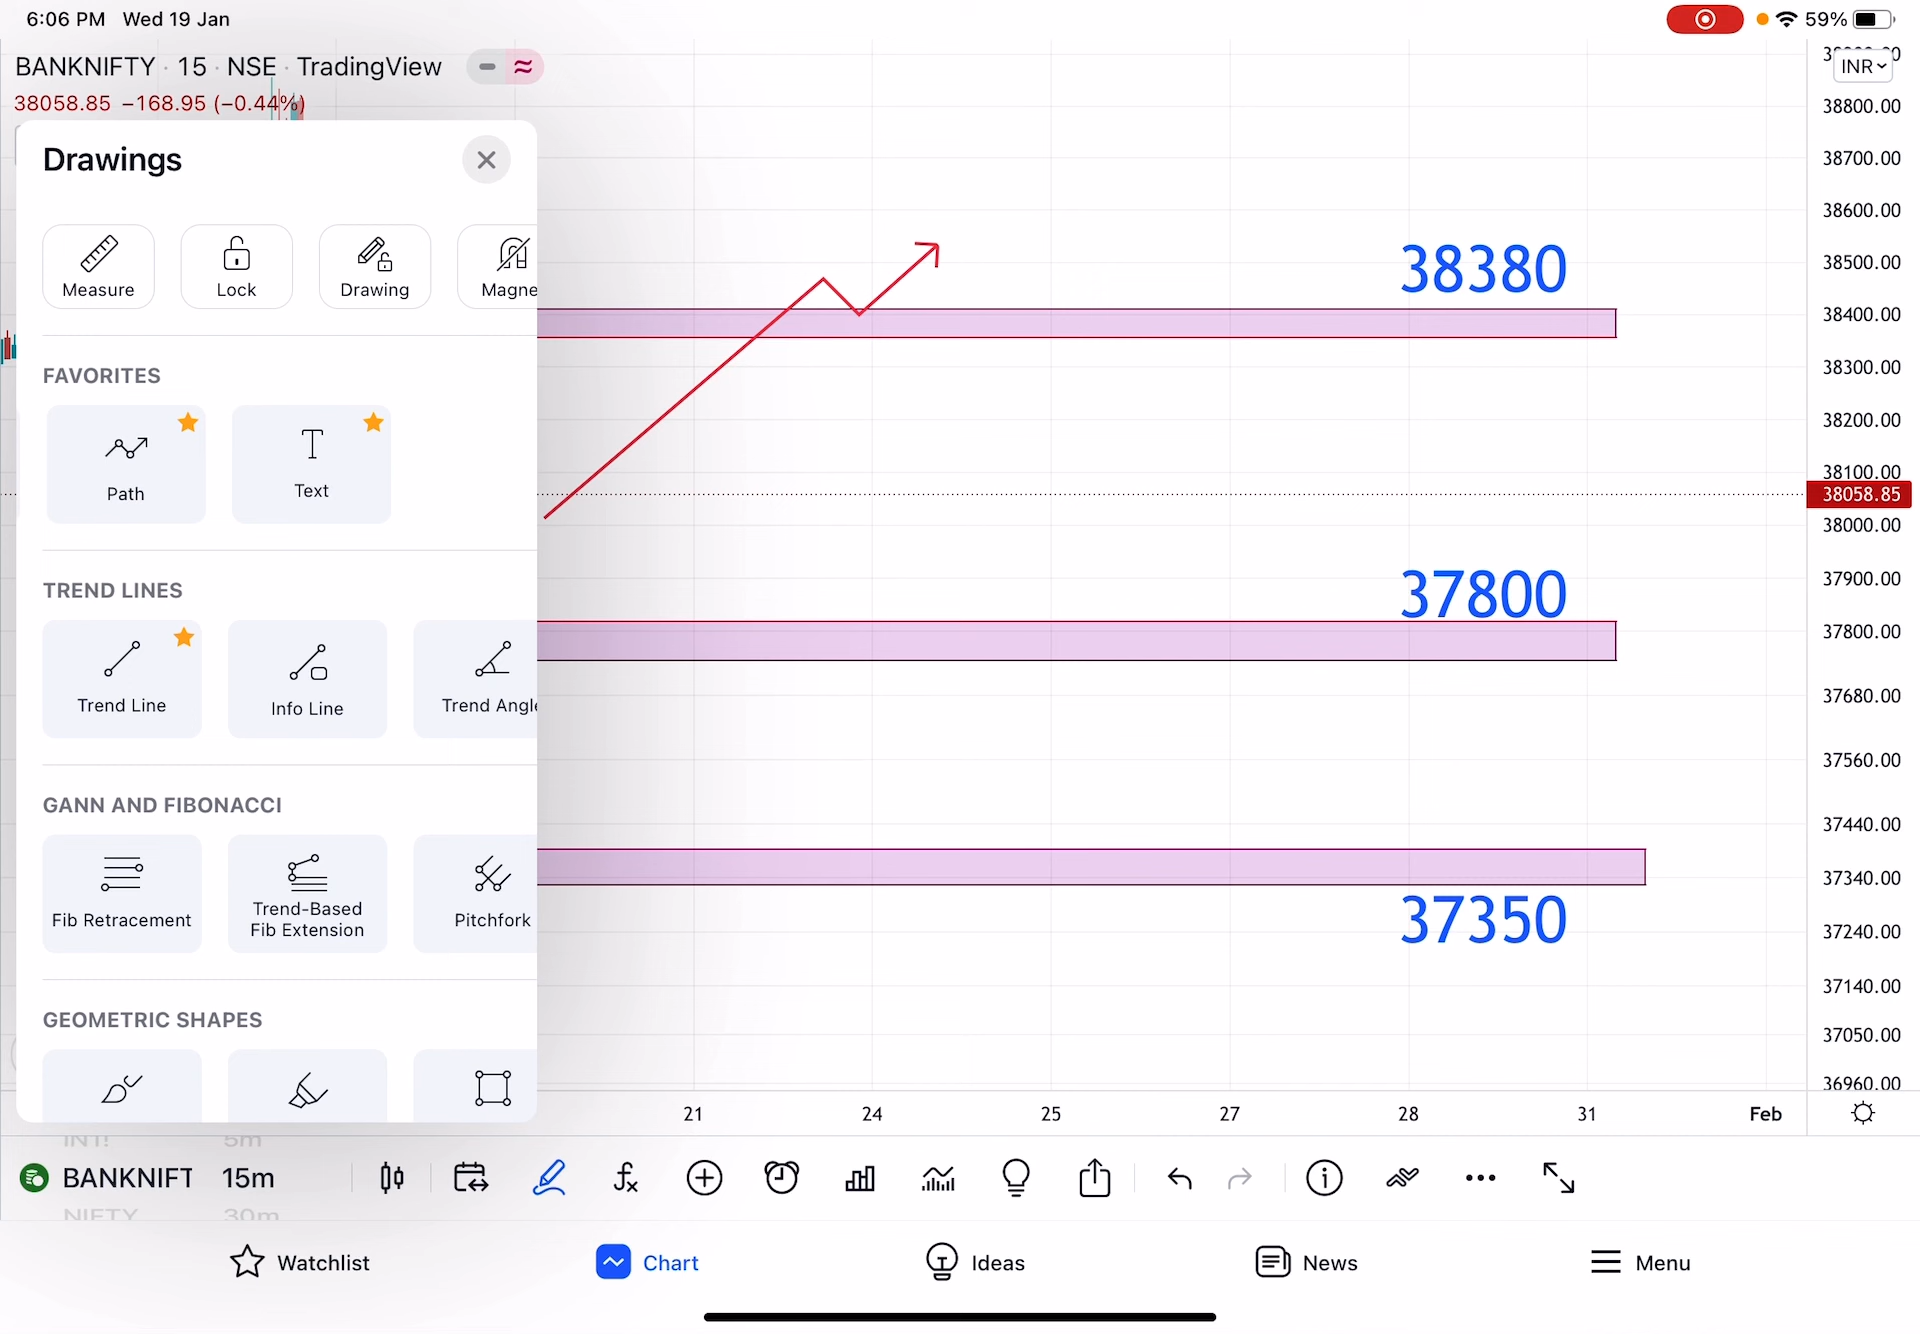 6:06 PM Wed 19 Jan
59%
BANKNIFTY · 15 · NSE · TradingView
INR
38058.85 −168.95 (−0.44%)
Drawings
Measure
Lock
Drawing
Magne
FAVORITES
Path
Text
TREND LINES
Trend Line
Info Line
Trend Angle
GANN AND FIBONACCI
Fib Retracement
Trend-Based
Fib Extension
Pitchfork
GEOMETRIC SHAPES
38380
37800
37350
38800.00
38700.00
38600.00
38500.00
38400.00
38300.00
38200.00
38100.00
38058.85
38000.00
37900.00
37800.00
37680.00
37560.00
37440.00
37340.00
37240.00
37140.00
37050.00
36960.00
21 24 25 27 28 31 Feb
5m
BANKNIFT 15m
NIFTY 30m
Watchlist
Chart
Ideas
News
Menu